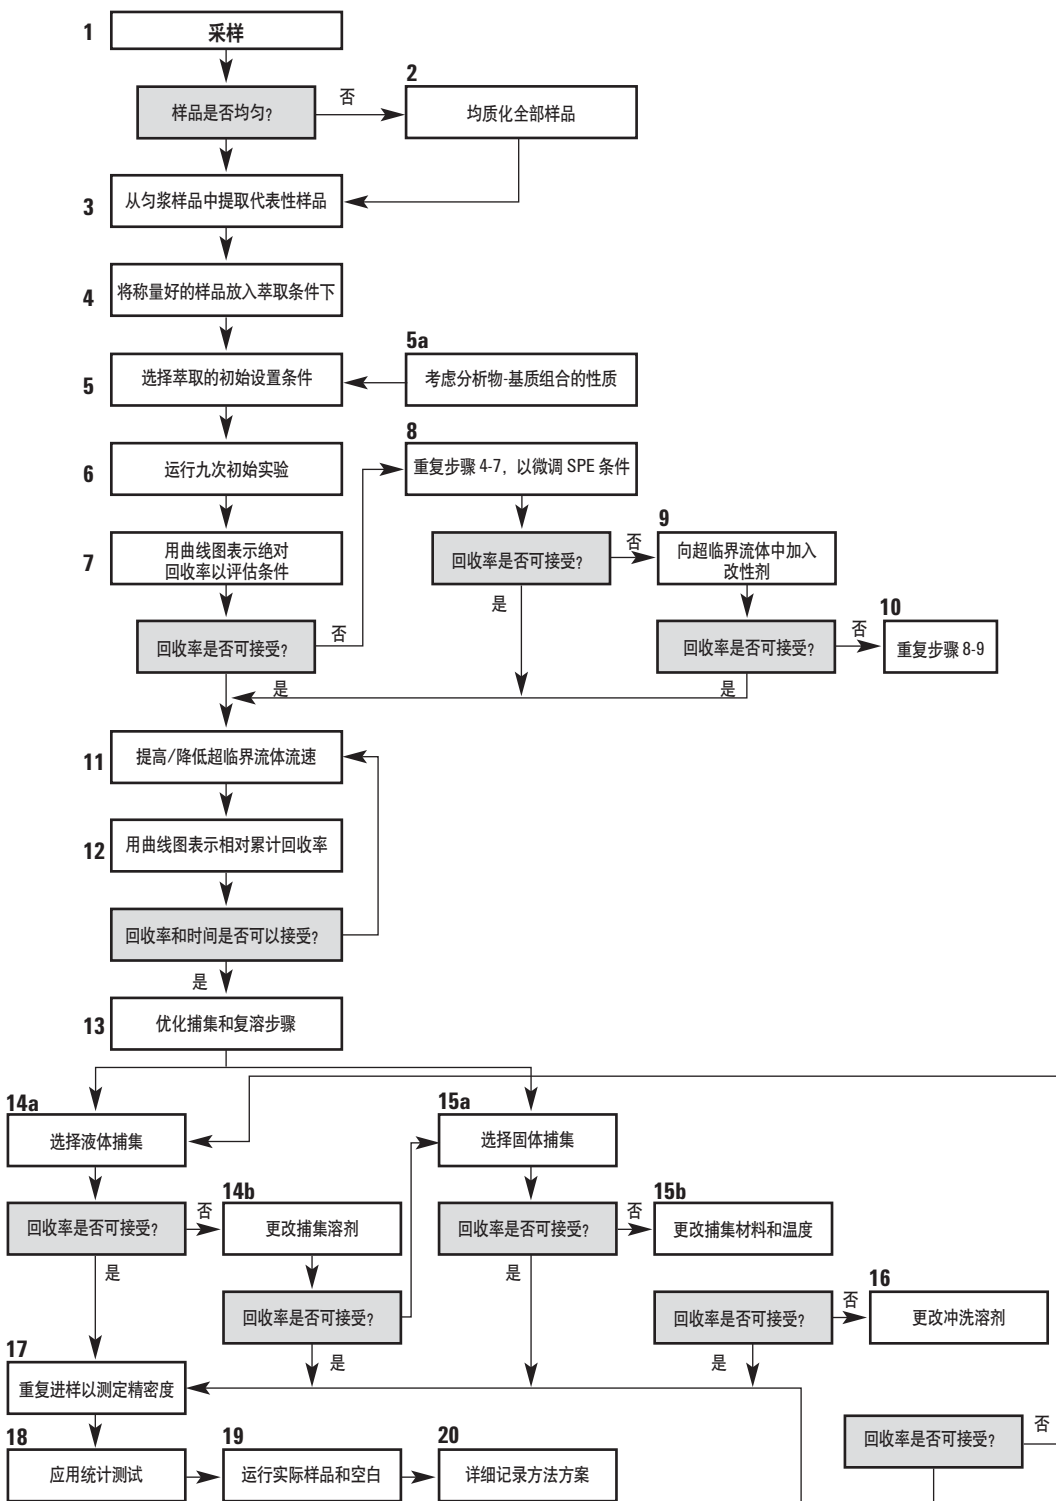 1
采样
样品是否均匀?
否
2
均质化全部样品
3
从匀浆样品中提取代表性样品
4
将称量好的样品放入萃取条件下
5
选择萃取的初始设置条件
5a
考虑分析物-基质组合的性质
6
运行九次初始实验
7
用曲线图表示绝对
回收率以评估条件
回收率是否可接受?
否
是
8
重复步骤 4-7，以微调 SPE 条件
回收率是否可接受?
否
是
9
向超临界流体中加入
改性剂
回收率是否可接受?
否
是
10
重复步骤 8-9
11
提高/降低超临界流体流速
12
用曲线图表示相对累计回收率
回收率和时间是否可以接受?
是
13
优化捕集和复溶步骤
14a
选择液体捕集
回收率是否可接受?
否
是
14b
更改捕集溶剂
回收率是否可接受?
是
15a
选择固体捕集
回收率是否可接受?
否
是
15b
更改捕集材料和温度
回收率是否可接受?
否
是
16
更改冲洗溶剂
回收率是否可接受?
否
17
重复进样以测定精密度
18
应用统计测试
19
运行实际样品和空白
20
详细记录方法方案